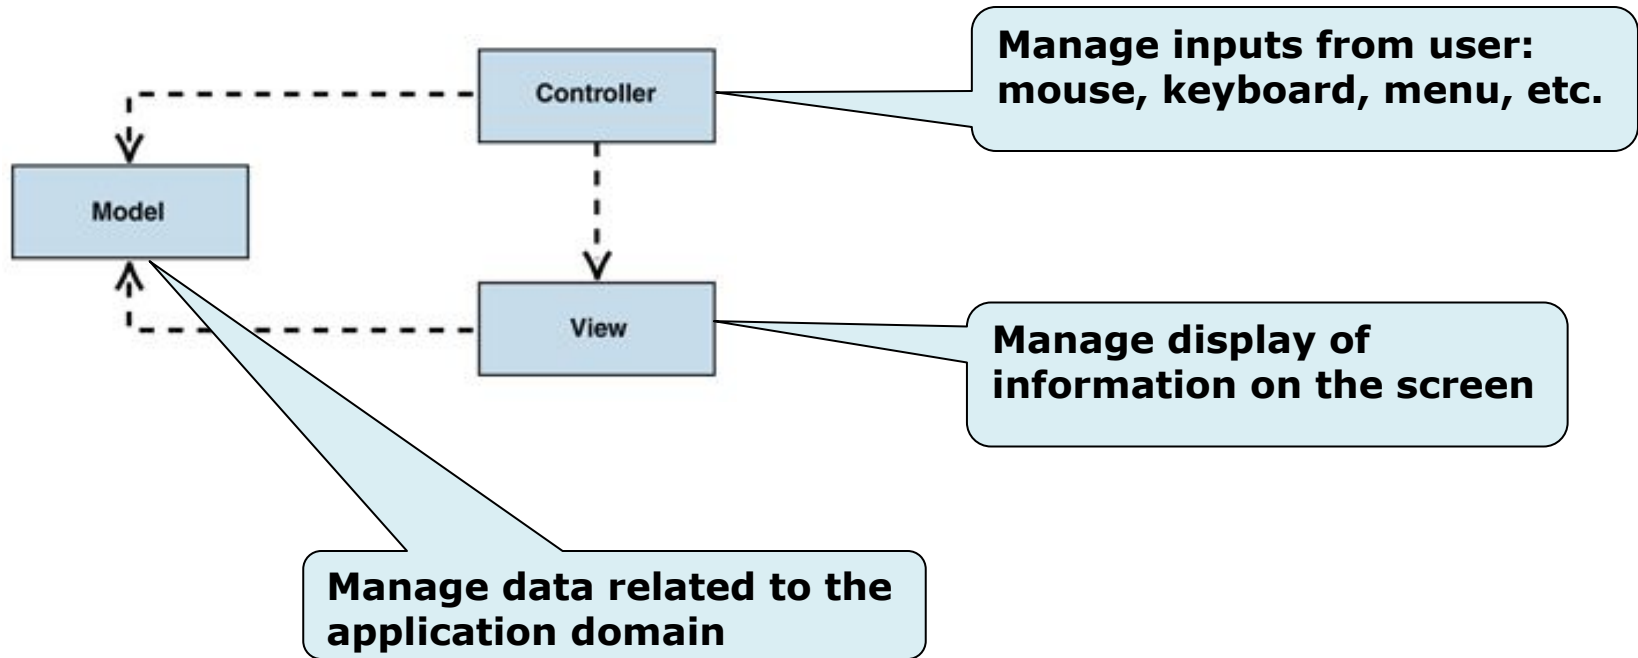 Controller
Manage inputs from user:
mouse, keyboard, menu, etc.
Model
View
Manage display of
information on the screen
Manage data related to the
application domain